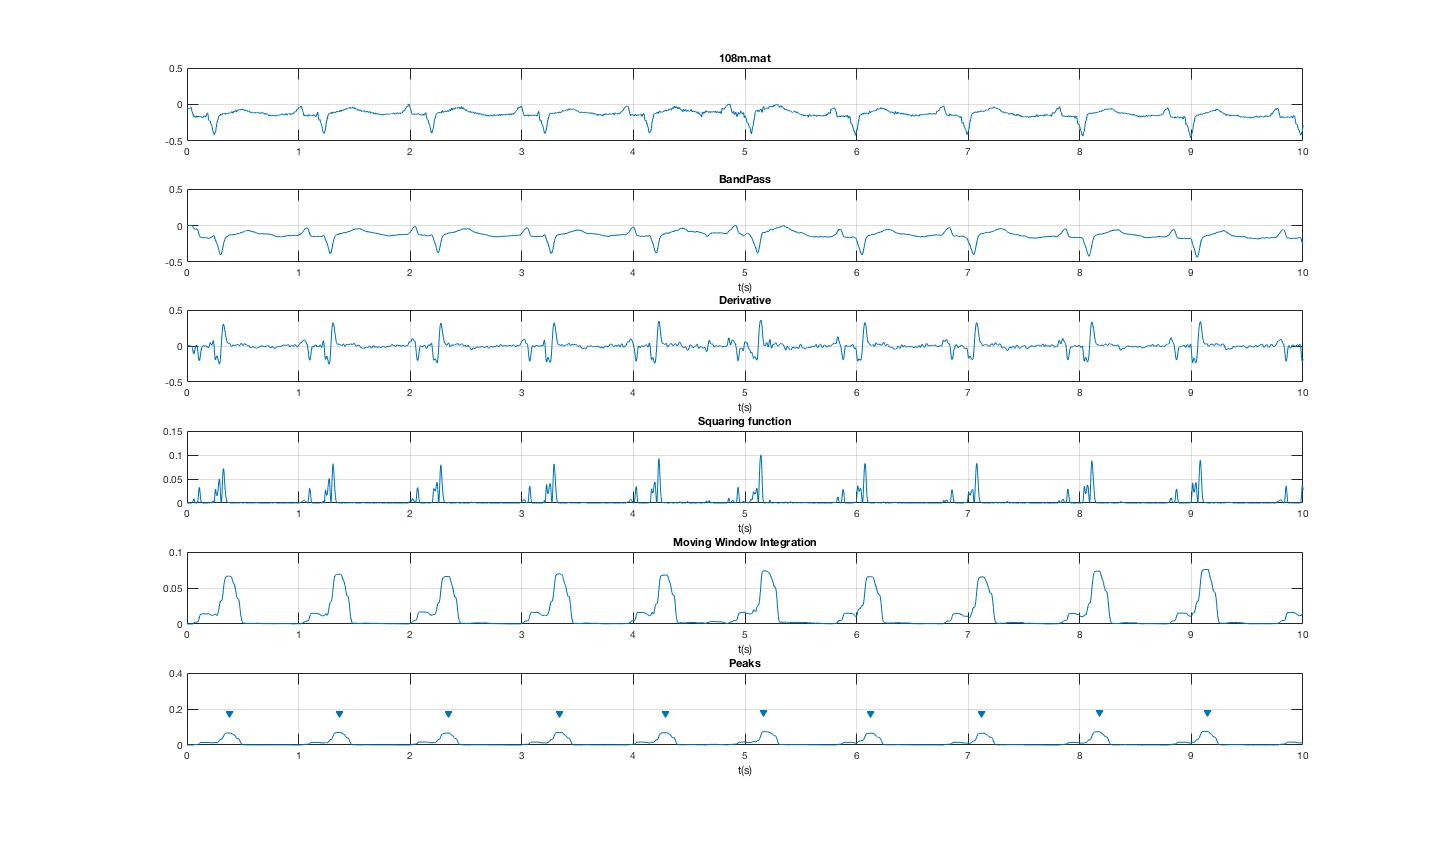 108m.mat
0.5
0
-0.5
0 1 2 3 4 5 6 7 8 9 10
BandPass
0.5
0
-0.5
0 1 2 3 4 5 6 7 8 9 10
t(s)
Derivative
0.5
0
-0.5
0 1 2 3 4 5 6 7 8 9 10
t(s)
Squaring function
0.15
0.1
0.05
0
0 1 2 3 4 5 6 7 8 9 10
t(s)
Moving Window Integration
0.1
0.05
0
0 1 2 3 4 5 6 7 8 9 10
t(s)
Peaks
0.4
0.2
0
0 1 2 3 4 5 6 7 8 9 10
t(s)